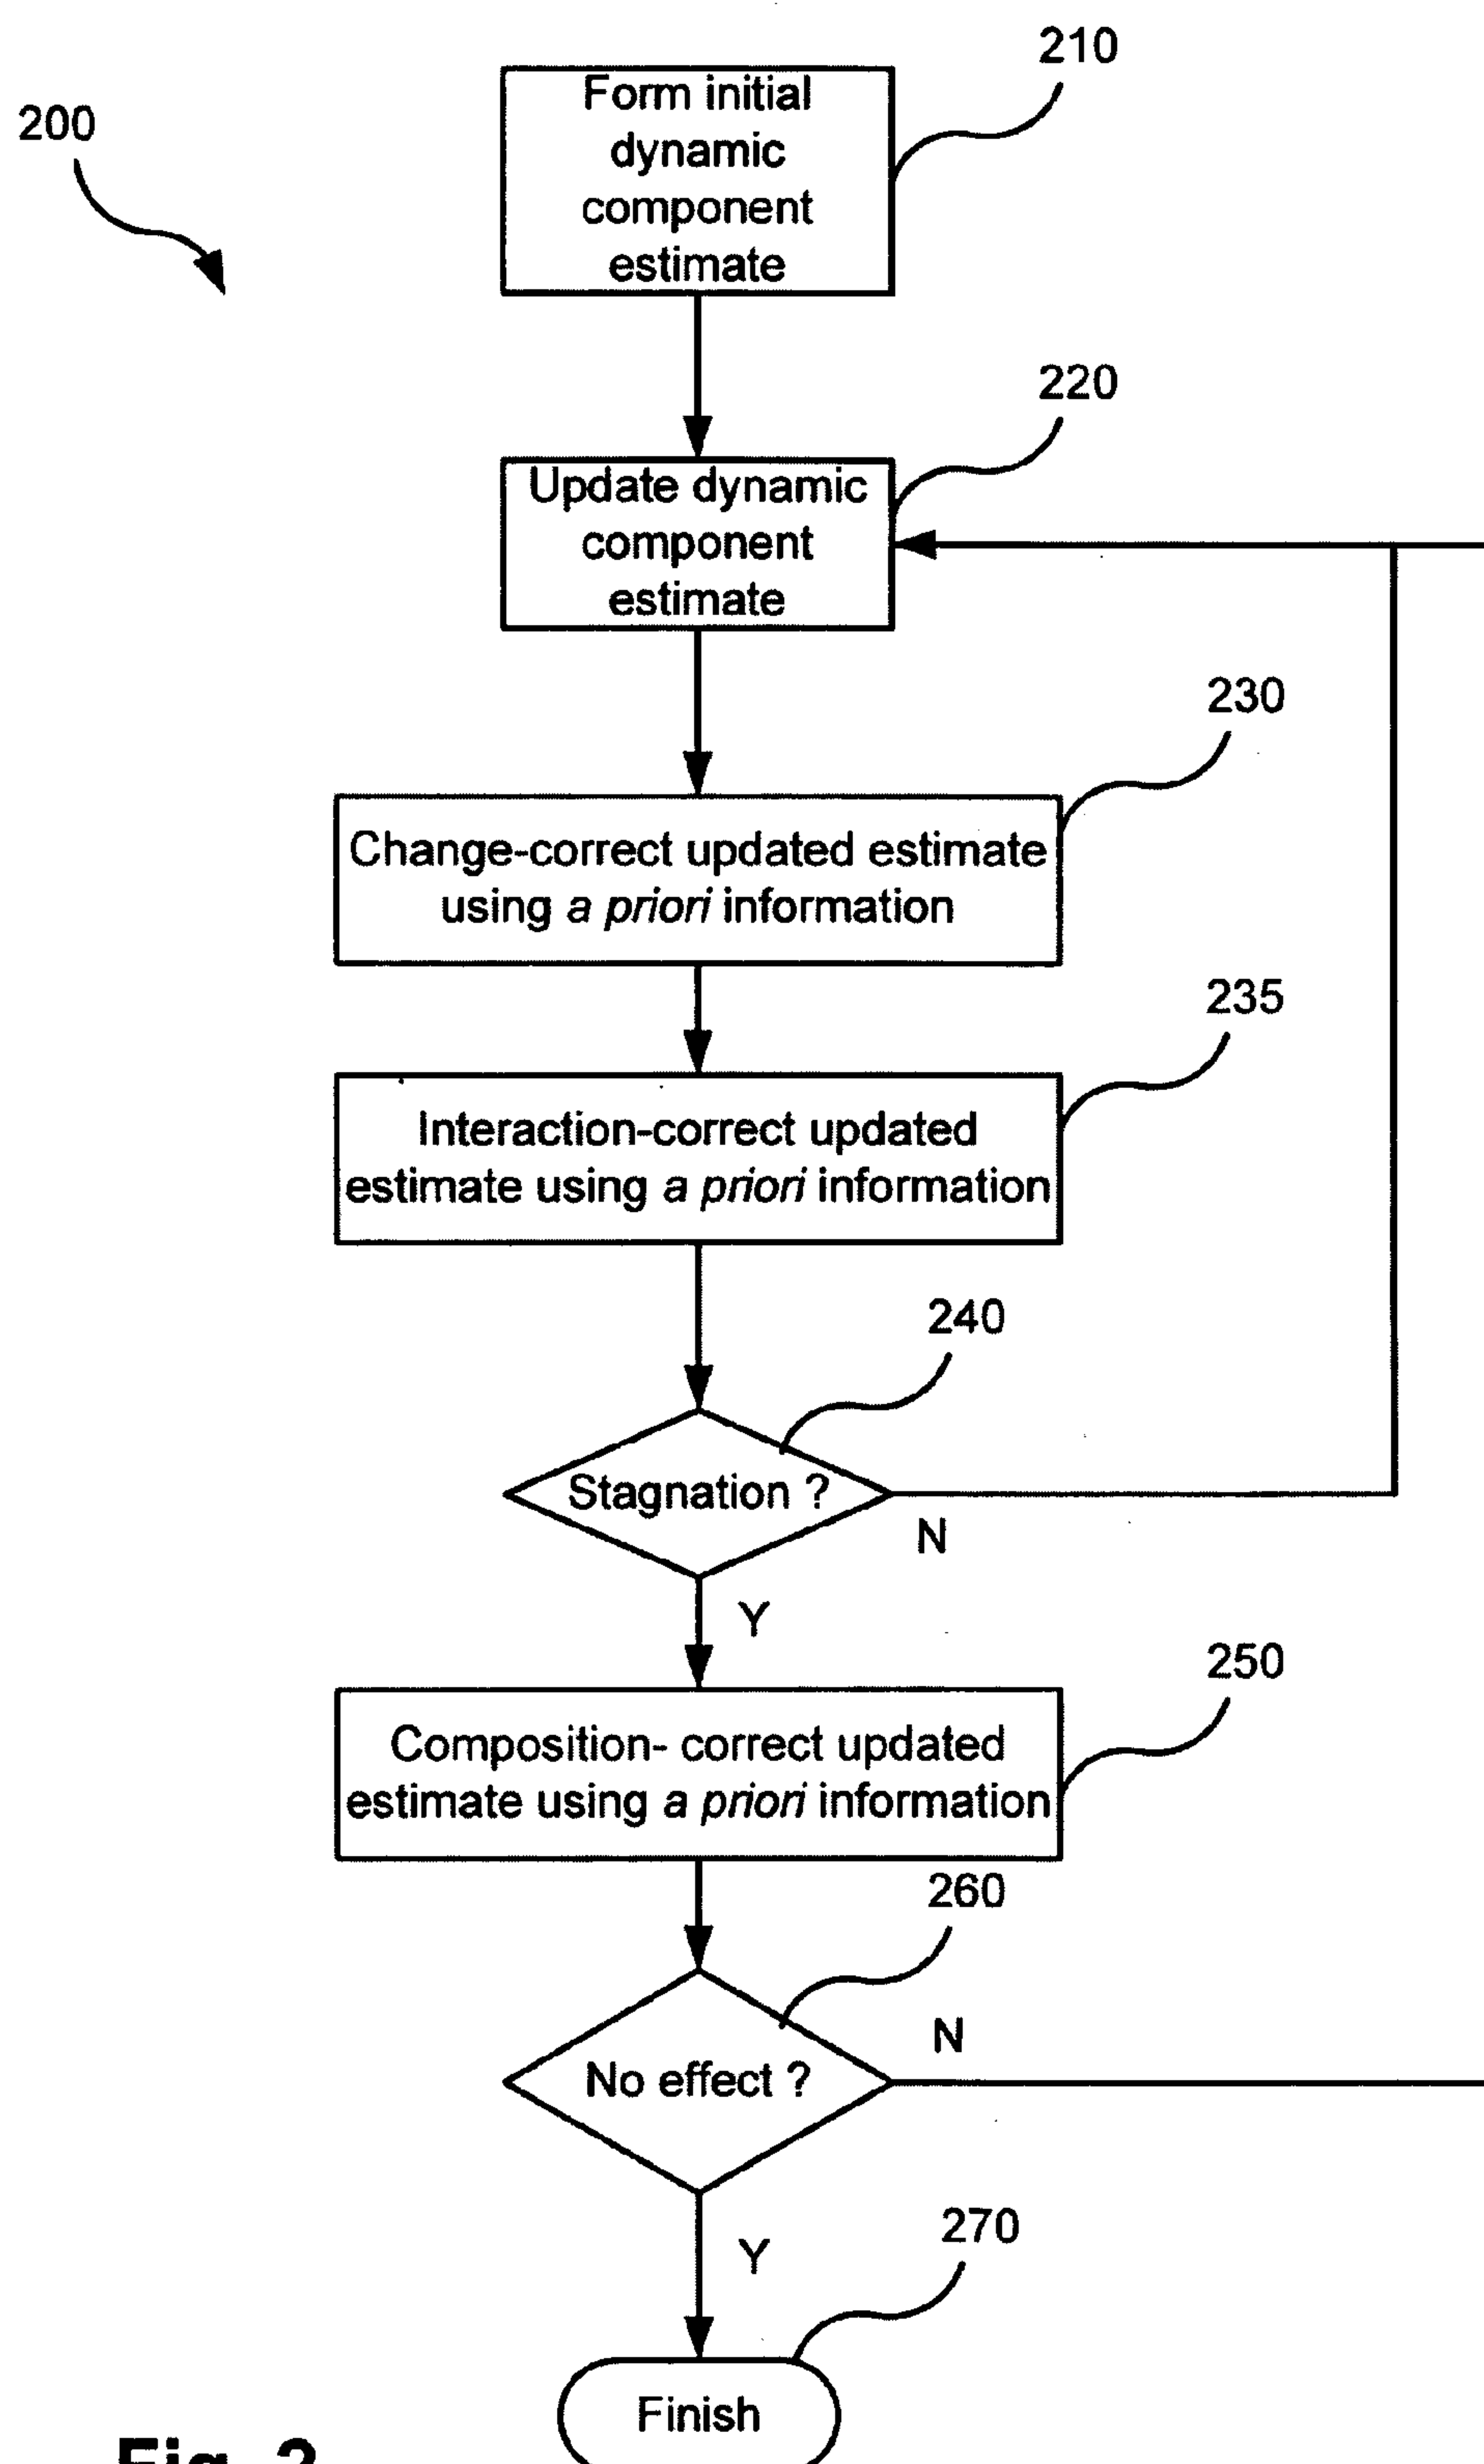 210
200
Form initial
dynamic
component
estimate
220
Update dynamic
component
estimate
230
Change-correct updated estimate
using a priori information
235
Interaction-correct updated
estimate using a priori information
240
Stagnation ?
N
Y
250
Composition- correct updated
estimate using a priori information
260
N
No effect ?
Y
270
Finish
Fig. 2